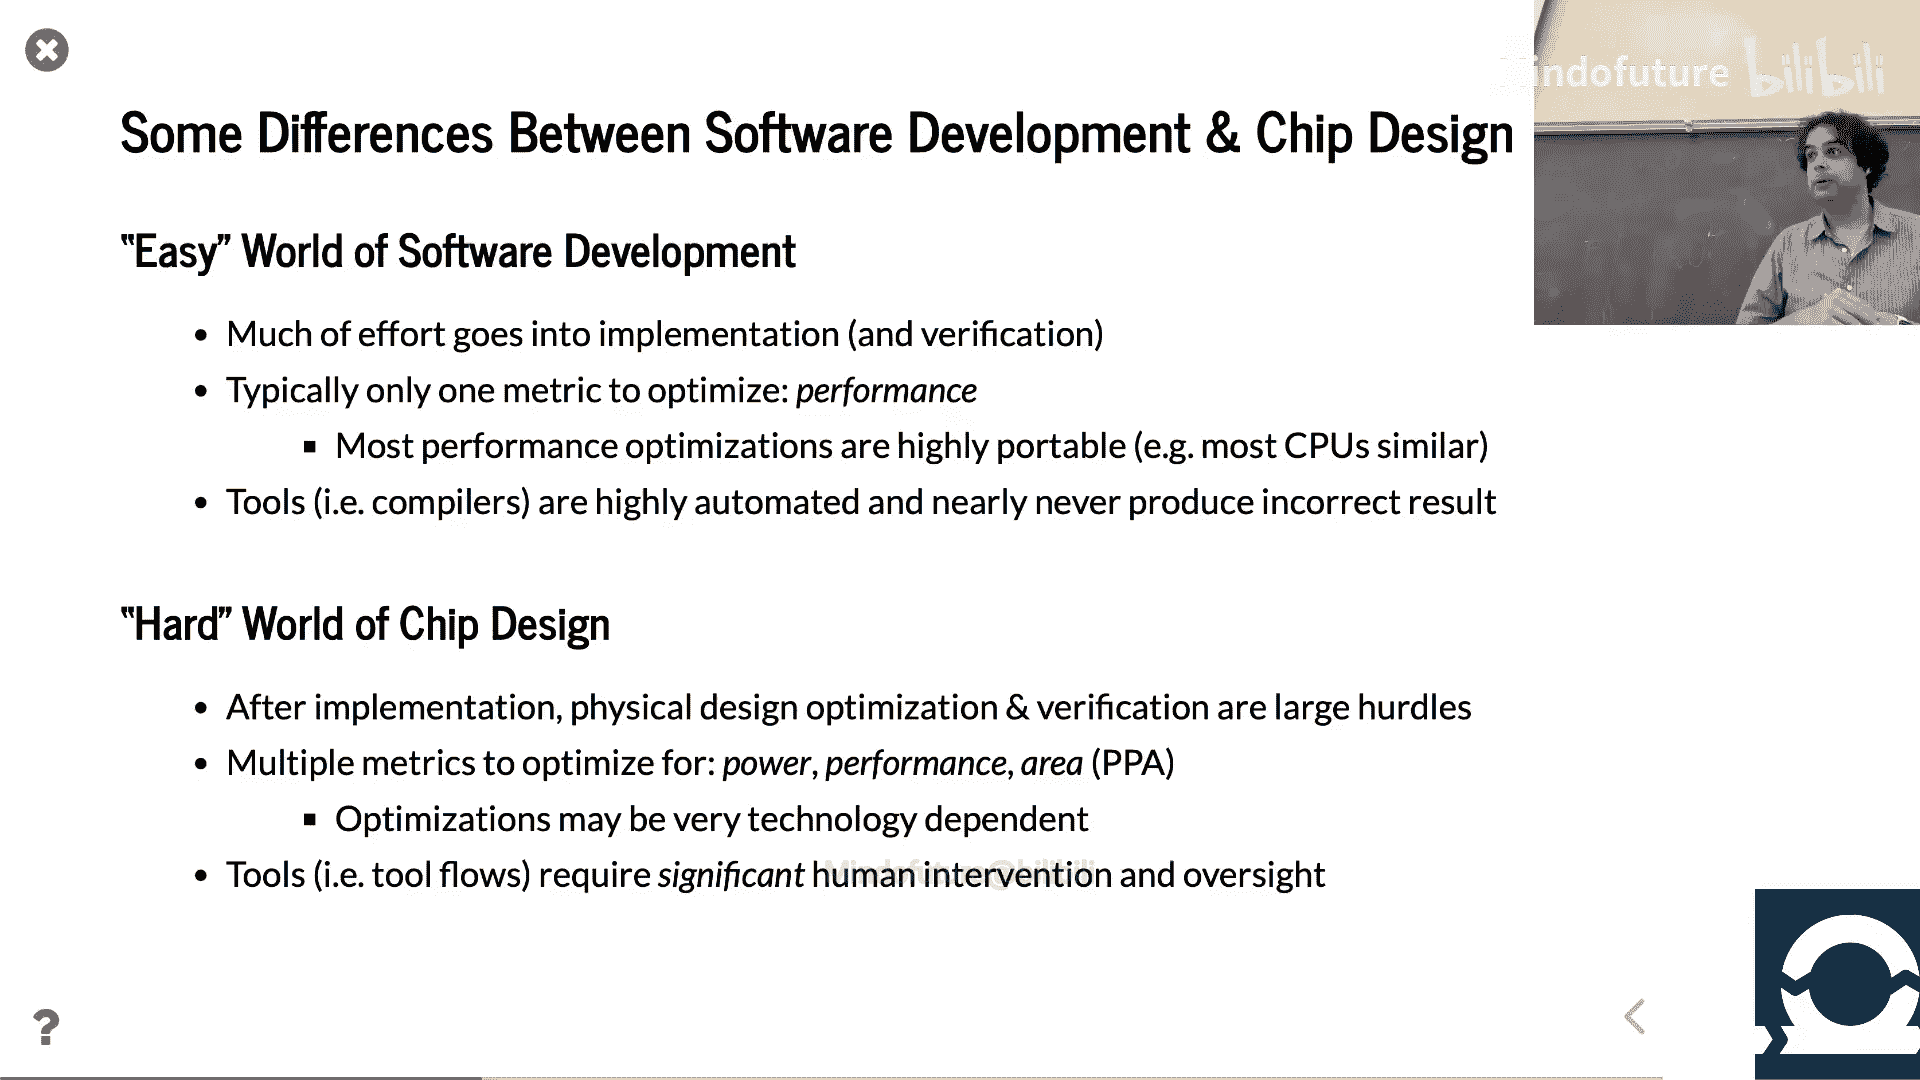 indofuture bilibili
Some Differences Between Software Development & Chip Design
“Easy” World of Software Development
• Much of effort goes into implementation (and verification)
• Typically only one metric to optimize: performance
▪ Most performance optimizations are highly portable (e.g. most CPUs similar)
• Tools (i.e. compilers) are highly automated and nearly never produce incorrect result
“Hard” World of Chip Design
• After implementation, physical design optimization & verification are large hurdles
• Multiple metrics to optimize for: power, performance, area (PPA)
▪ Optimizations may be very technology dependent
• Tools (i.e. tool flows) require significant human intervention and oversight
Mindofuture@bilibili
?